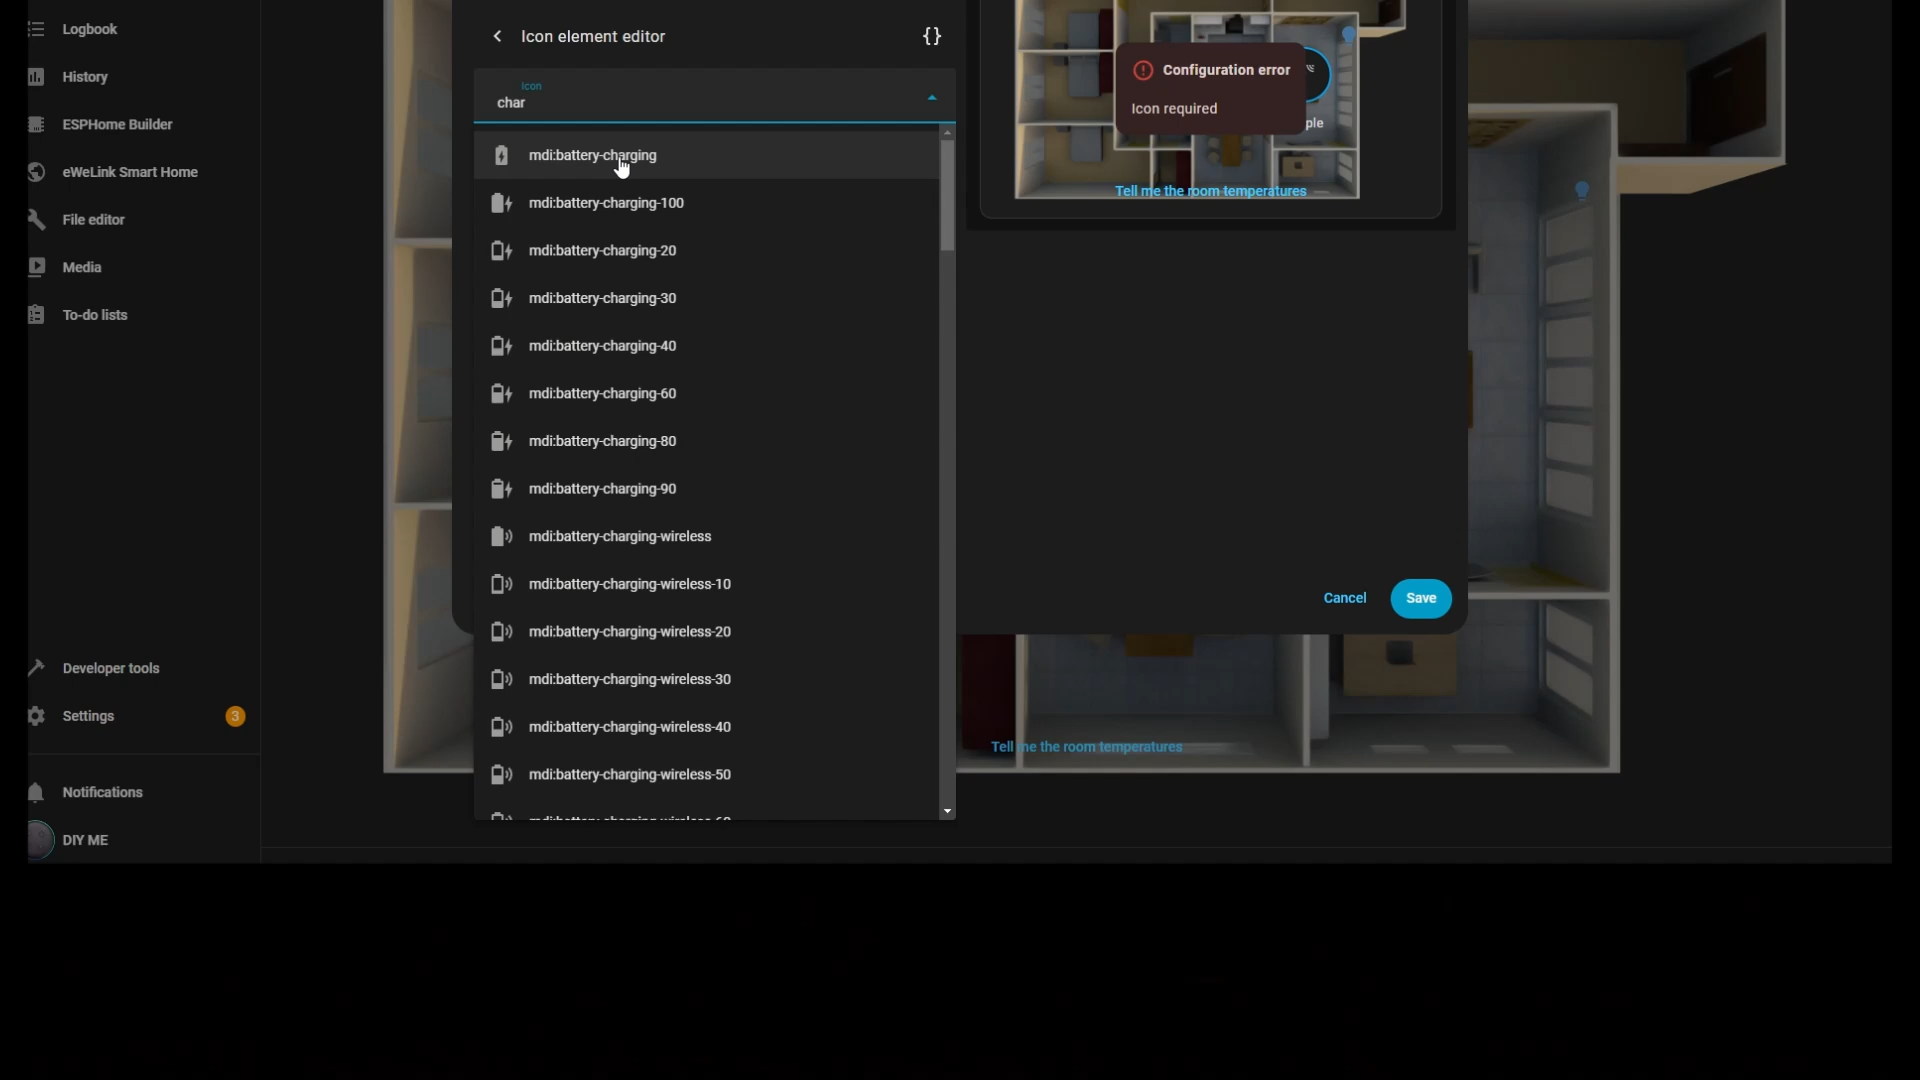 Logbook
History
ESPHome Builder
eWeLink Smart Home
File editor
Media
To-do lists
Developer tools
Settings
3
Notifications
DIY ME
Icon element editor
{}
Icon
char
mdi:battery-charging
mdi:battery-charging-100
mdi:battery-charging-20
mdi:battery-charging-30
mdi:battery-charging-40
mdi:battery-charging-60
mdi:battery-charging-80
mdi:battery-charging-90
mdi:battery-charging-wireless
mdi:battery-charging-wireless-10
mdi:battery-charging-wireless-20
mdi:battery-charging-wireless-30
mdi:battery-charging-wireless-40
mdi:battery-charging-wireless-50
Configuration error
Icon required
ple
Tell me the room temperatures
Cancel
Save
Tell me the room temperatures